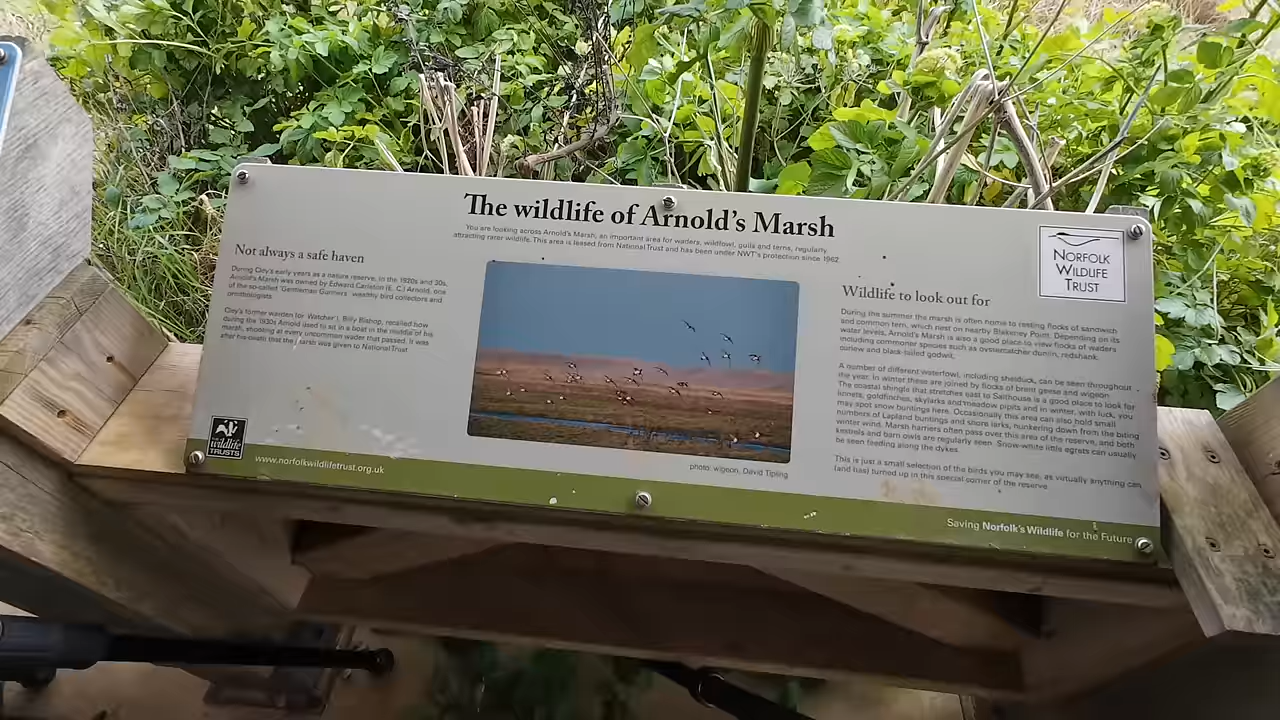 The wildlife of Arnold's Marsh
You are looking across Arnold's Marsh, an important area for waders, wildfowl, gulls and terns, regularly
attracting rarer wildlife. This area is leased from National Trust and has been under NWT's protection since 1962
Not always a safe haven
During Cley's early years as a nature reserve, in the 1920s and 30s,
Arnold's Marsh was owned by Edward Carleton (E. C.) Arnold, one
of the so-called 'Gentleman Gunners' wealthy bird collectors and
ornithologists.
Cley's former warden (or 'Watcher'), Billy Bishop, recalled how
during the 1930s Arnold used to sit in a boat in the middle of his
marsh, shooting at every uncommon wader that passed. It was
after his death that the marsh was given to National Trust
THE
wildlife
TRUSTS
www.norfolkwildlifetrust.org.uk
photo: wigeon, David Tipling
NORFOLK
WILDLIFE
TRUST
Wildlife to look out for
During the summer the marsh is often home to resting flocks of sandwich
and common tern, which nest on nearby Blakeney Point. Depending on its
water levels, Arnold's Marsh is also a good place to view flocks of waders
including commoner species such as oystercatcher dunlin, redshank,
curlew and black-tailed godwit.
A number of different waterfowl, including shelduck, can be seen throughout
the year. In winter these are joined by flocks of brent geese and wigeon.
The coastal shingle that stretches east to Salthouse is a good place to look for
linnets, goldfinches, skylarks and meadow pipits and in winter, with luck, you
may spot snow buntings here. Occasionally this area can also hold small
numbers of Lapland buntings and shore larks, hunkering down from the biting
winter wind. Marsh harriers often pass over this area of the reserve, and both
kestrels and barn owls are regularly seen. Snow-white little egrets can usually
be seen feeding along the dykes.
This is just a small selection of the birds you may see, as virtually anything can
(and has) turned up in this special corner of the reserve.
Saving Norfolk's Wildlife for the Future